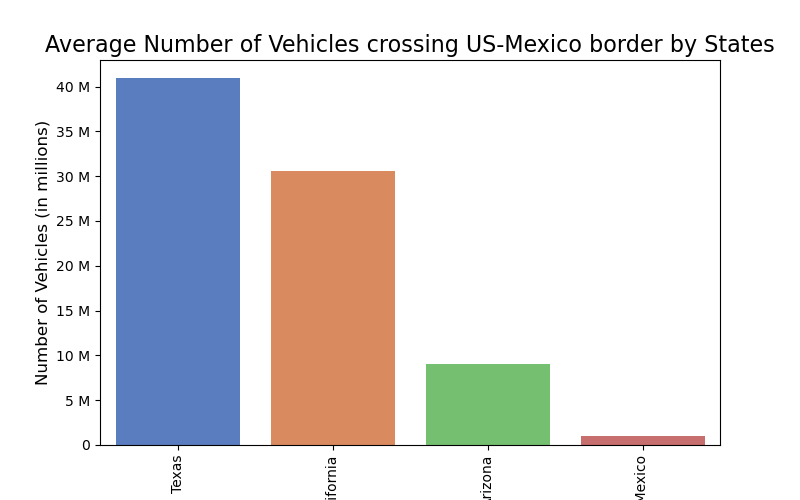 Average Number of Vehicles crossing US-Mexico border by States
Number of Vehicles (in millions)
40 M
35 M
30 M
25 M
20 M
15 M
10 M
5 M
0
Texas
ifornia
rizona
Mexico